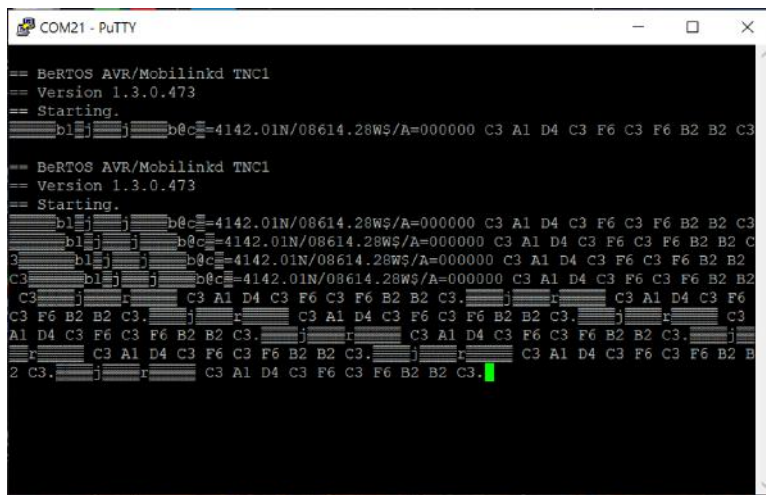 COM21 - PuTTY
== BeRTOS AVR/Mobilinkd TNC1
== Version 1.3.0.473
== Starting.
▒▒▒▒▒bl▒j▒▒▒j▒▒▒▒b@c▒=4142.01N/08614.28W$/A=000000 C3 A1 D4 C3 F6 C3 F6 B2 B2 C3
== BeRTOS AVR/Mobilinkd TNC1
== Version 1.3.0.473
== Starting.
▒▒▒▒▒bl▒j▒▒▒j▒▒▒▒b@c▒=4142.01N/08614.28W$/A=000000 C3 A1 D4 C3 F6 C3 F6 B2 B2 C3
▒▒▒▒▒▒bl▒j▒▒▒j▒▒▒▒b@c▒=4142.01N/08614.28W$/A=000000 C3 A1 D4 C3 F6 C3 F6 B2 B2 C
3▒▒▒▒▒▒bl▒j▒▒▒j▒▒▒▒b@c▒=4142.01N/08614.28W$/A=000000 C3 A1 D4 C3 F6 C3 F6 B2 B2
C3▒▒▒▒▒▒bl▒j▒▒▒j▒▒▒▒b@c▒=4142.01N/08614.28W$/A=000000 C3 A1 D4 C3 F6 C3 F6 B2 B2
C3▒▒▒▒j▒▒▒▒r▒▒▒▒ C3 A1 D4 C3 F6 C3 F6 B2 B2 C3.▒▒▒▒j▒▒▒▒r▒▒▒▒ C3 A1 D4 C3 F6
C3 F6 B2 B2 C3.▒▒▒▒j▒▒▒▒r▒▒▒▒ C3 A1 D4 C3 F6 C3 F6 B2 B2 C3.▒▒▒▒j▒▒▒▒r▒▒▒▒ C3
A1 D4 C3 F6 C3 F6 B2 B2 C3.▒▒▒▒j▒▒▒▒r▒▒▒▒ C3 A1 D4 C3 F6 C3 F6 B2 B2 C3.▒▒▒▒j▒▒
▒▒r▒▒▒▒ C3 A1 D4 C3 F6 C3 F6 B2 B2 C3.▒▒▒▒j▒▒▒▒r▒▒▒▒ C3 A1 D4 C3 F6 C3 F6 B2 B
2 C3.▒▒▒▒j▒▒▒▒r▒▒▒▒ C3 A1 D4 C3 F6 C3 F6 B2 B2 C3.